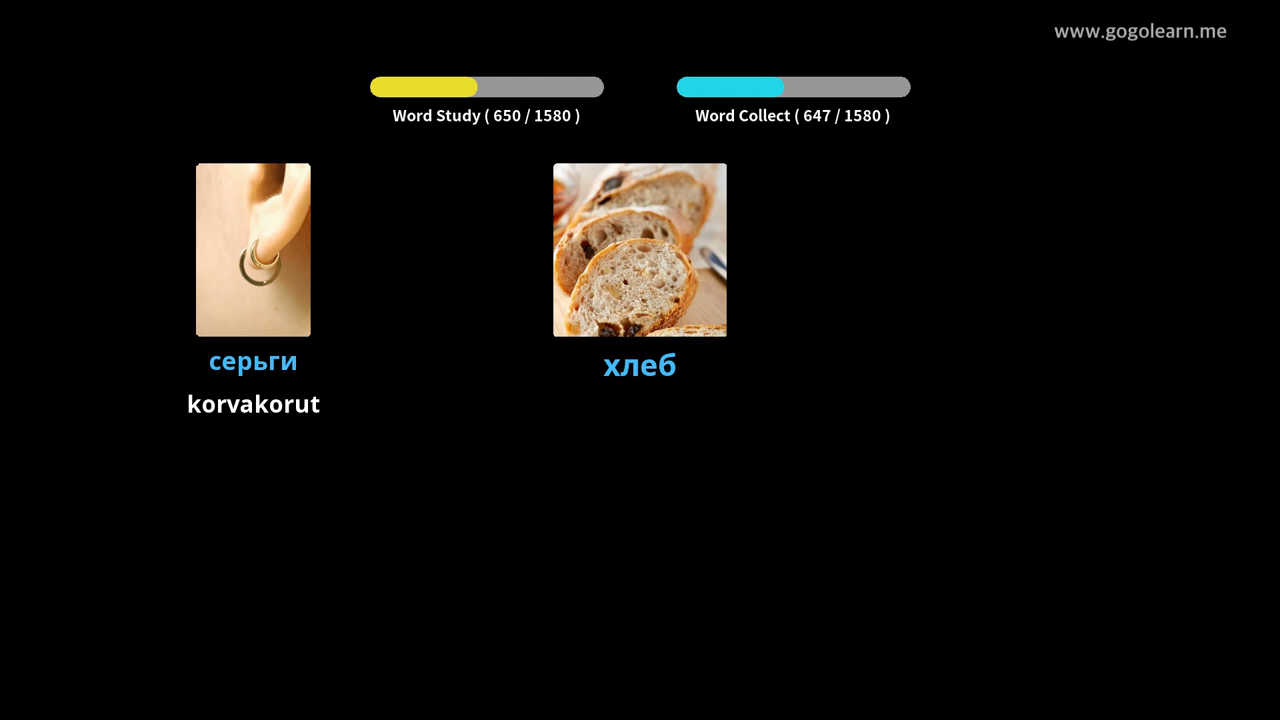 www.gogolearn.me
Word Study ( 650 / 1580 )
Word Collect ( 647 / 1580 )
серьги
хлеб
korvakorut